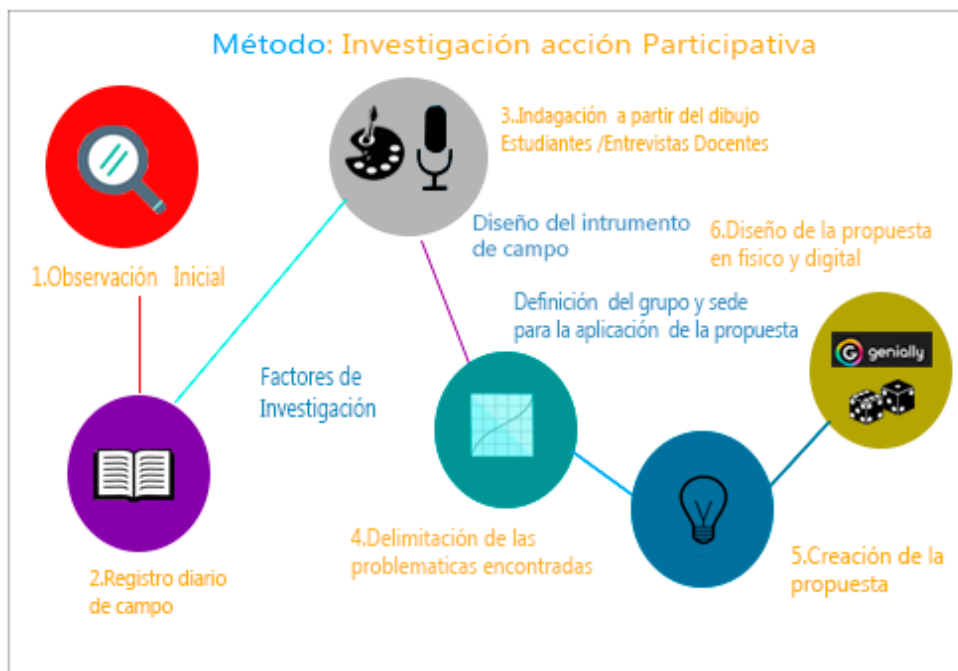 Método: Investigación acción Participativa
1.Observación Inicial
2.Registro diario
de campo
Factores de
Investigación
3..Indagación a partir del dibujo
Estudiantes /Entrevistas Docentes
Diseño del intrumento
de campo
Definición del grupo y sede
para la aplicación de la propuesta
4.Delimitación de las
problematicas encontradas
5.Creación de la
propuesta
6.Diseño de la propuesta
en fisico y digital
G genially